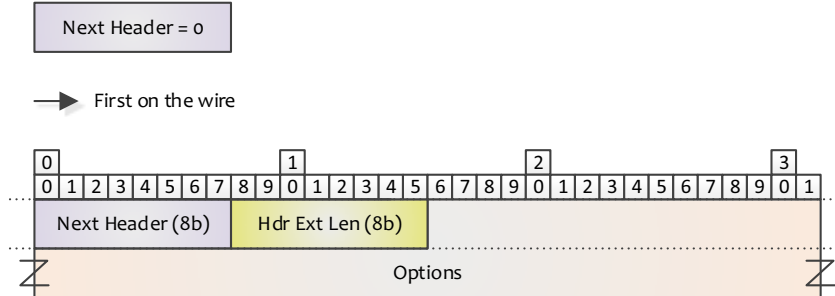 Next Header = 0
First on the wire
0 1 2 3
0 1 2 3 4 5 6 7 8 9 0 1 2 3 4 5 6 7 8 9 0 1 2 3 4 5 6 7 8 9 0 1
Next Header (8b) Hdr Ext Len (8b)
Options